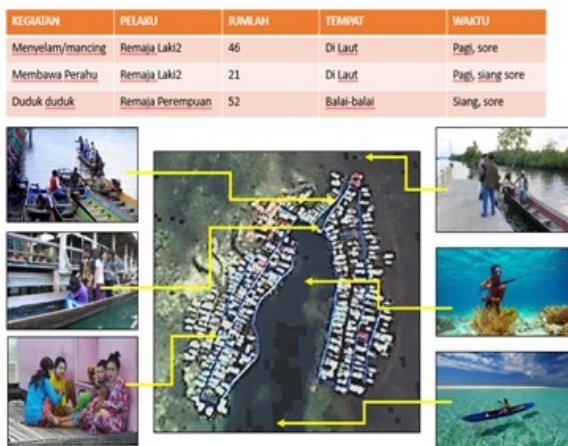 KEGIATAN PELAKU JUMLAH TEMPAT WAKTU
Menyelam/mancing Remaja Laki2 46 Di Laut Pagi, sore
Membawa Perahu Remaja Laki2 21 Di Laut Pagi, siang sore
Duduk duduk Remaja Perempuan 52 Balai-balai Siang, sore